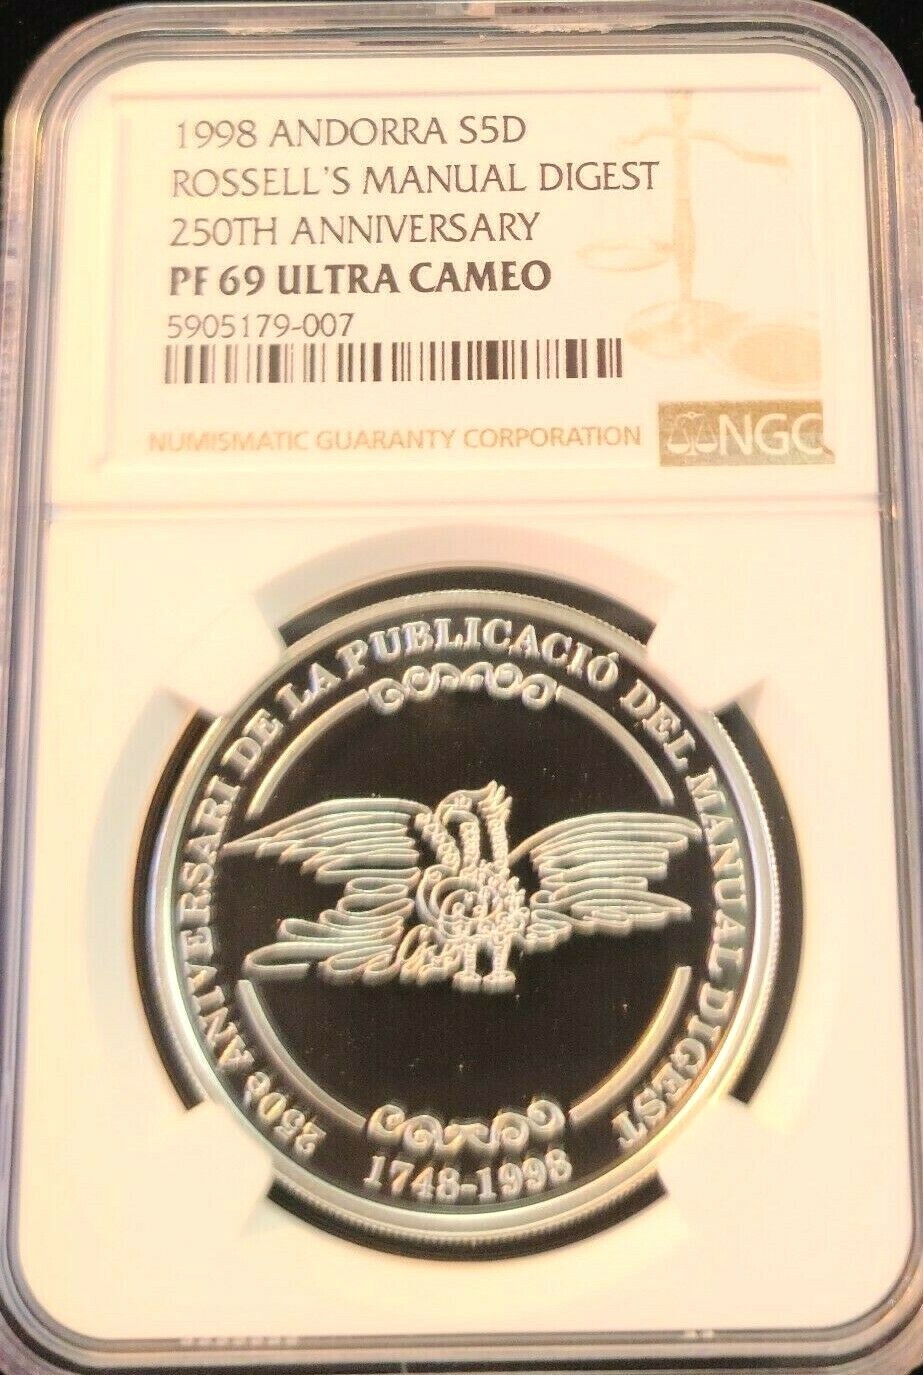 1998 ANDORRA S5D
ROSSELL'S MANUAL DIGEST
250TH ANNIVERSARY
PF 69 ULTRA CAMEO
5905179-007
NUMISMATIC GUARANTY CORPORATION
NGC
250è ANIVERSARI DE LA PUBLICACIÓ DEL MANUAL DIGEST
1748-1998